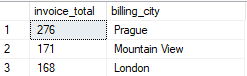 invoice_total billing_city
1 276 Prague
2 171 Mountain View
3 168 London